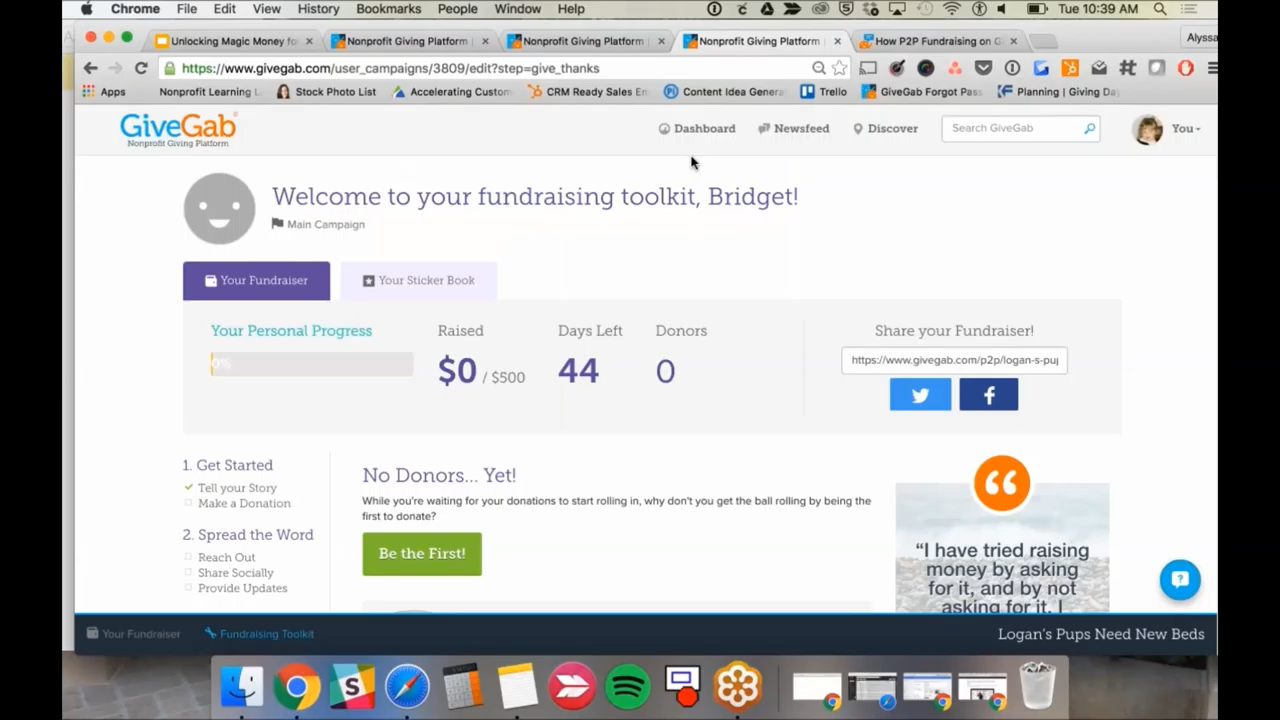 Chrome File Edit View History Bookmarks People Window Help Tue 10:39 AM
Unlocking Magic Money fo Nonprofit Giving Platform Nonprofit Giving Platform Nonprofit Giving Platform How P2P Fundraising on G Alyssa
https://www.givegab.com/user_campaigns/3809/edit?step=give_thanks
Apps Nonprofit Learning L Stock Photo List Accelerating Custom CRM Ready Sales En Content Idea Genera Trello GiveGab Forgot Pas Planning | Giving Da
GiveGab
Nonprofit Giving Platform
Dashboard Newsfeed Discover Search GiveGab You
Welcome to your fundraising toolkit, Bridget!
Main Campaign
Your Fundraiser Your Sticker Book
Your Personal Progress Raised Days Left Donors Share your Fundraiser!
0% $0 / $500 44 0 https://www.givegab.com/p2p/logan-s-pup
1. Get Started
Tell your Story
Make a Donation
2. Spread the Word
Reach Out
Share Socially
Provide Updates
No Donors... Yet!
While you're waiting for your donations to start rolling in, why don't you get the ball rolling by being the
first to donate?
Be the First!
“I have tried raising
money by asking
for it, and by not
asking for it. I
Your Fundraiser Fundraising Toolkit Logan's Pups Need New Beds